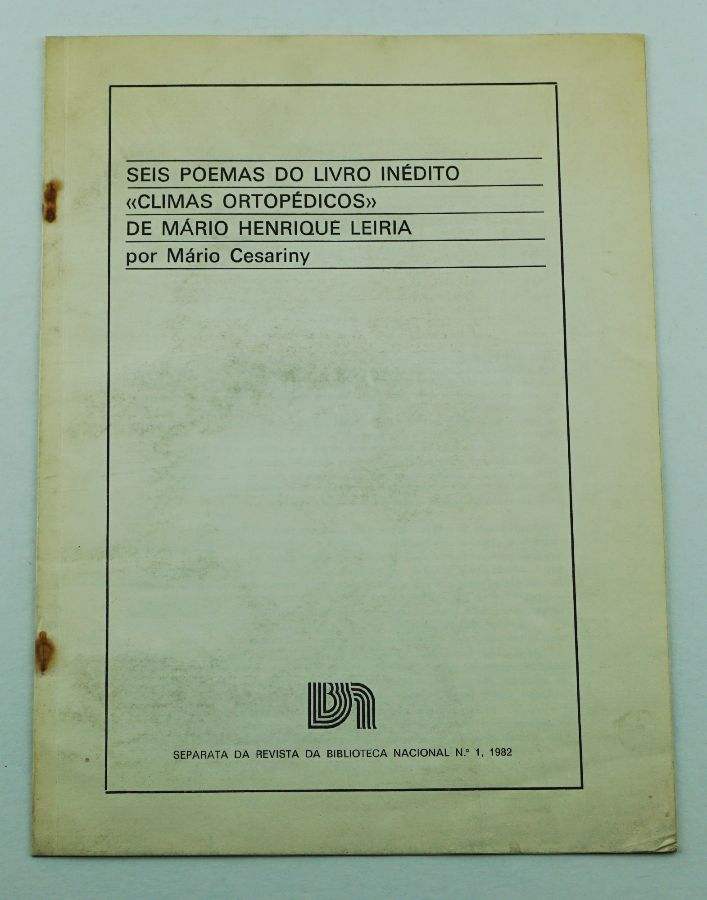 SEIS POEMAS DO LIVRO INÉDITO
«CLIMAS ORTOPÉDICOS»
DE MÁRIO HENRIQUE LEIRIA
por Mário Cesariny
Bn
SEPARATA DA REVISTA DA BIBLIOTECA NACIONAL N.º 1, 1982